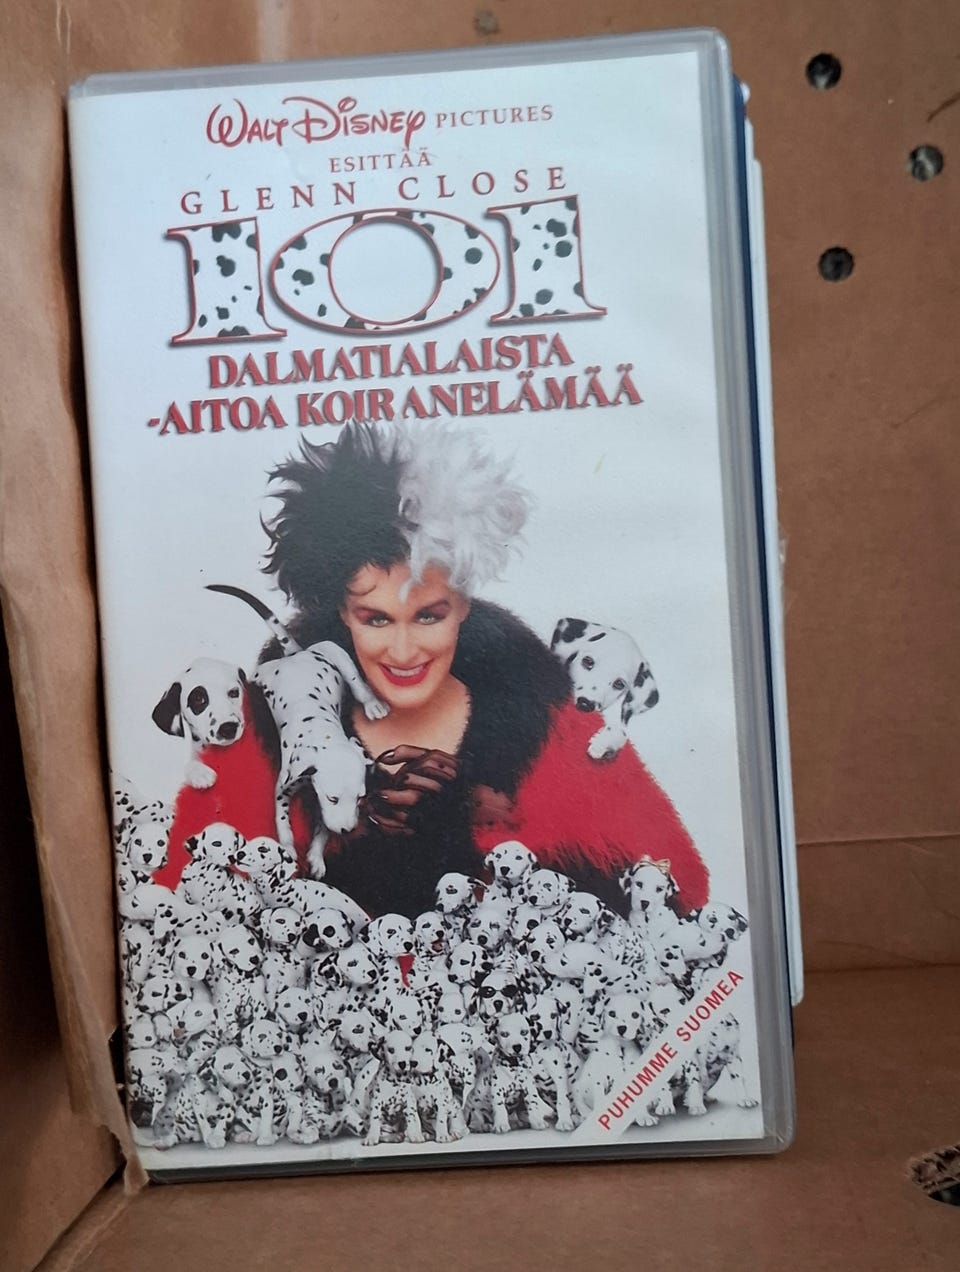 WALT DISNEY PICTURES
ESITTÄÄ
GLENN CLOSE
101
DALMATIALAISTA
-AITOA KOIRANELÄMÄÄ
PUHUMME SUOMEA